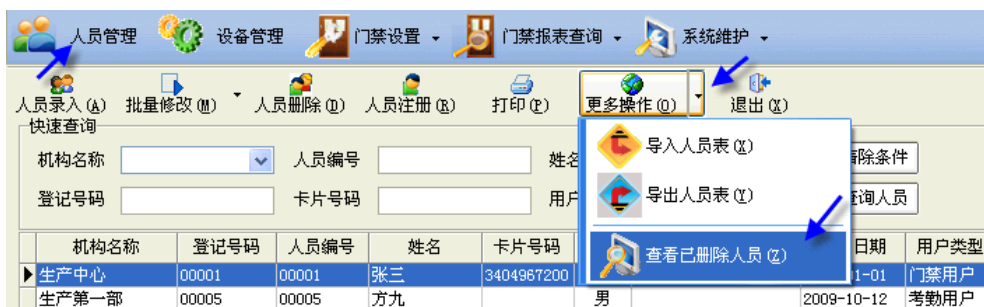 人员管理 设备管理 门禁设置 门禁报表查询 系统维护
人员录入(A) 批量修改(M) 人员删除(D) 人员注册(R) 打印(P) 更多操作(O) 退出(X)
快速查询
机构名称 人员编号 姓名 清除条件
登记号码 卡片号码 用户 查询人员
导入人员表(X)
导出人员表(Y)
查看已删除人员(Z)
机构名称 登记号码 人员编号 姓名 卡片号码 日期 用户类型
生产中心 00001 00001 张三 3404967200 -01 门禁用户
生产第一部 00005 00005 方九 男 2009-10-12 考勤用户